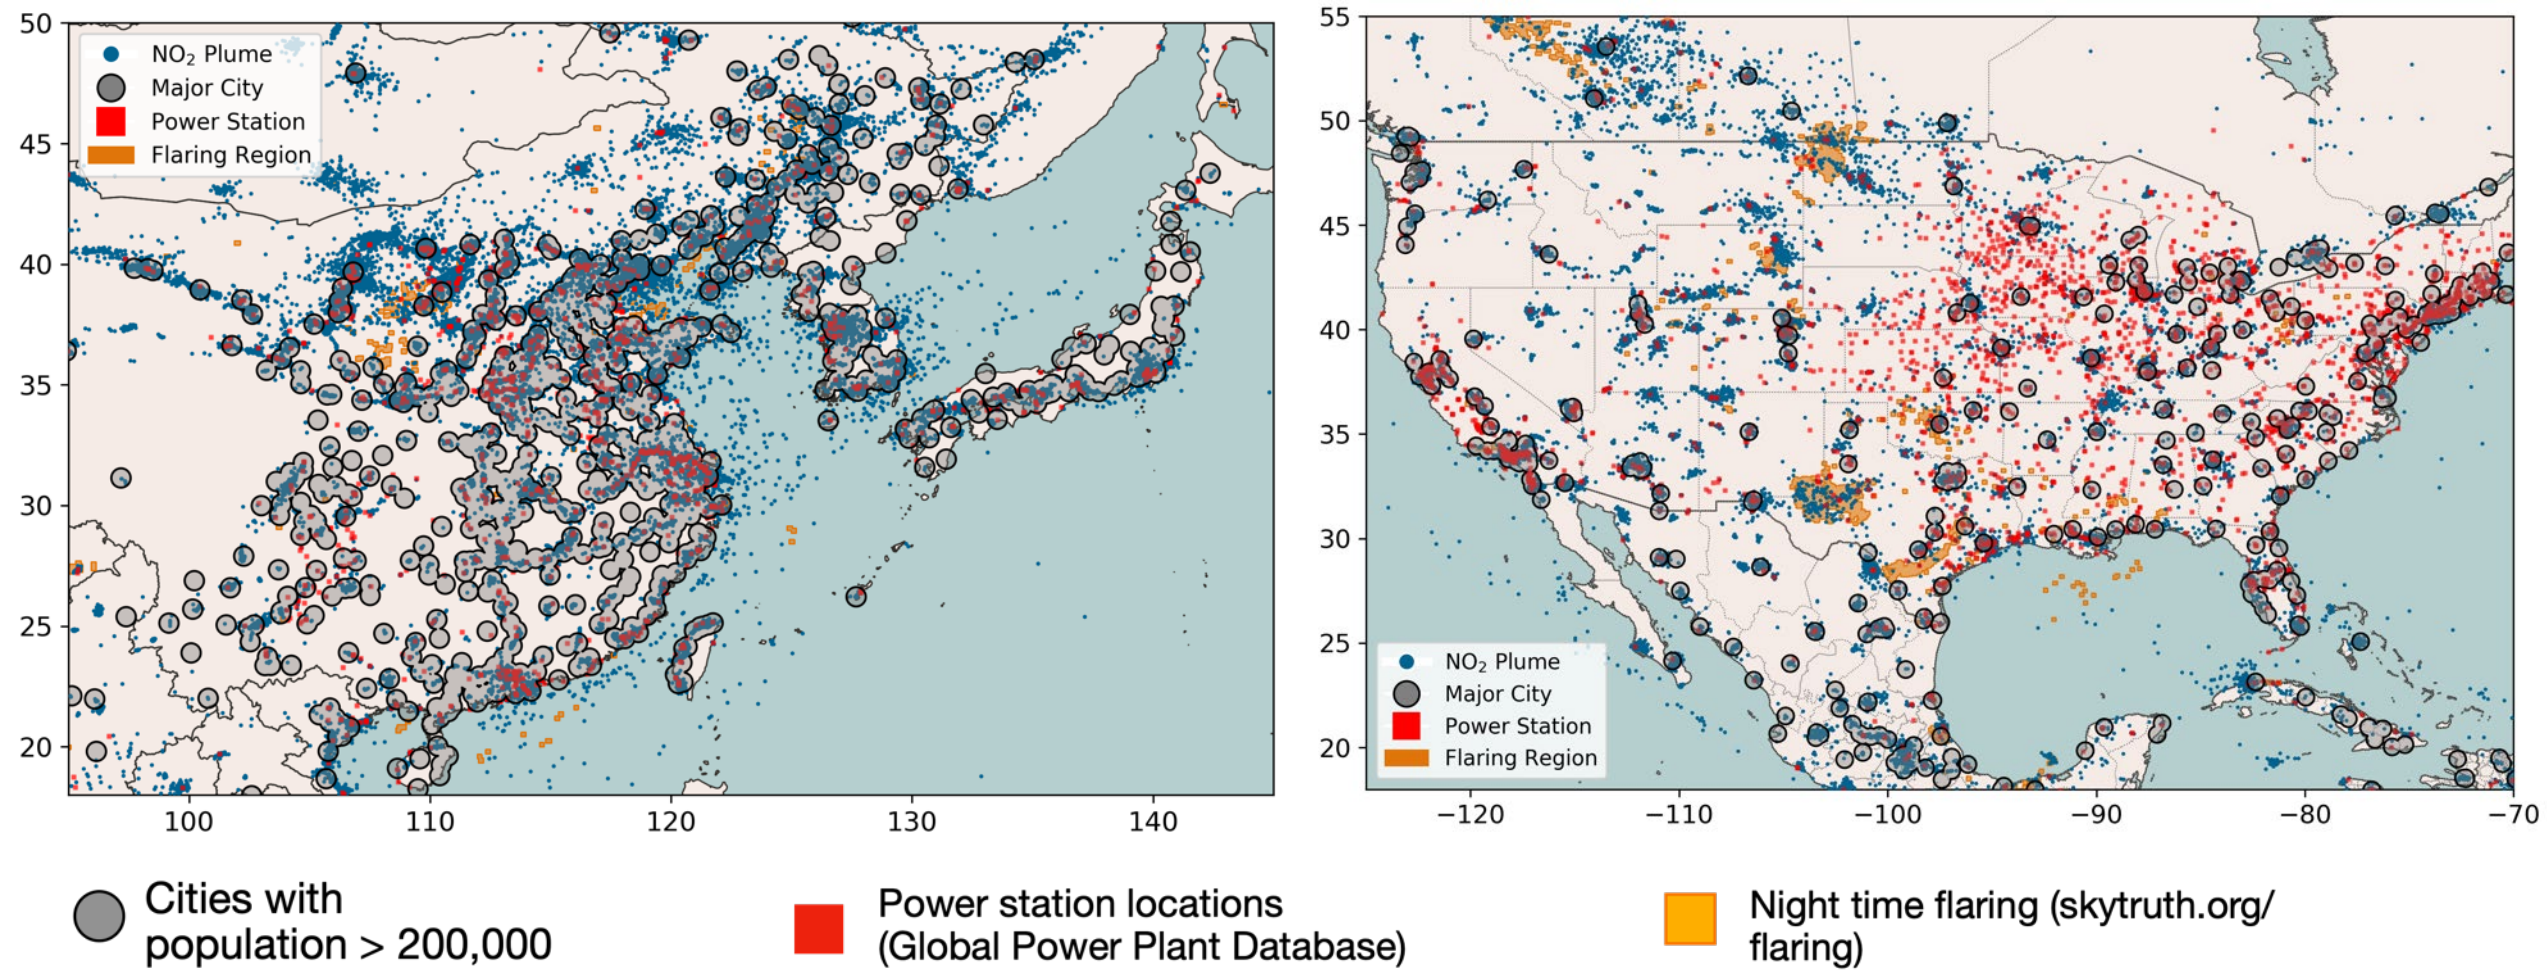 50
45
40
35
30
25
20
100
110
120
130
140
NO₂ Plume
Major City
Power Station
Flaring Region
55
50
45
40
35
30
25
20
−120
−110
−100
−90
−80
−70
NO₂ Plume
Major City
Power Station
Flaring Region
Cities with
population > 200,000
Power station locations
(Global Power Plant Database)
Night time flaring (skytruth.org/
flaring)